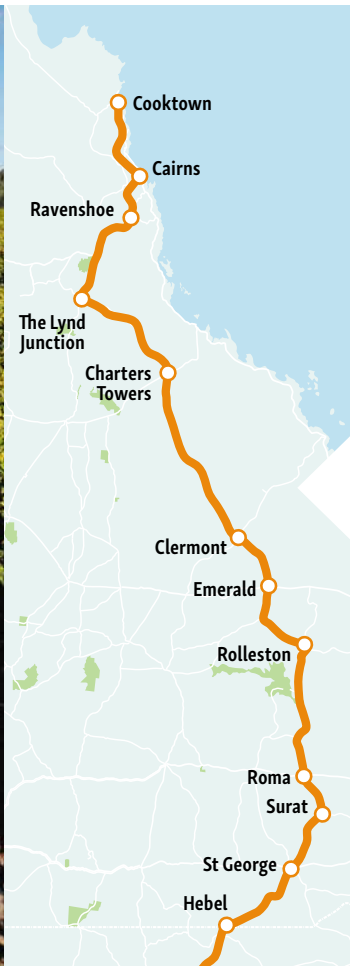 Cooktown
Cairns
Ravenshoe
The Lynd
Junction
Charters
Towers
Clermont
Emerald
Rolleston
Roma
Surat
St George
Hebel